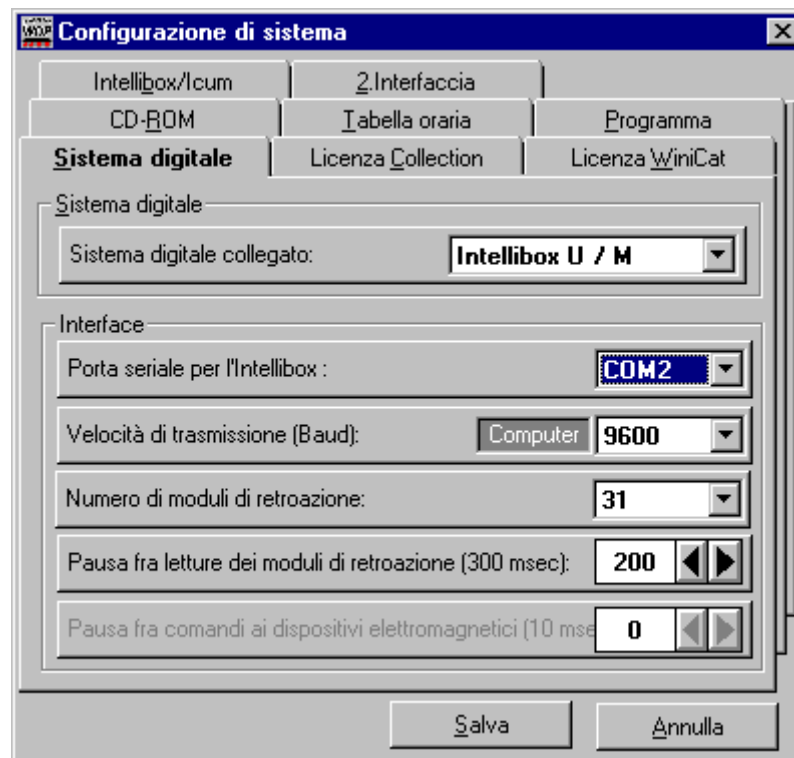 Configurazione di sistema
Intellibox/Icum
2.Interfaccia
CD-ROM
Tabella oraria
Programma
Sistema digitale
Licenza Collection
Licenza WiniCat
Sistema digitale
Sistema digitale collegato:
Intellibox U / M
Interface
Porta seriale per l'Intellibox :
COM2
Velocità di trasmissione (Baud):
Computer
9600
Numero di moduli di retroazione:
31
Pausa fra letture dei moduli di retroazione (300 msec):
200
Pausa fra comandi ai dispositivi elettromagnetici (10 mse
0
Salva
Annulla